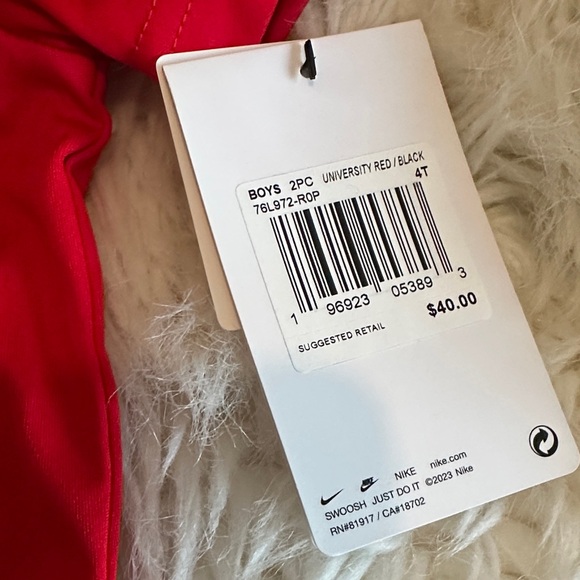 BOYS 2PC UNIVERSITY RED / BLACK
76L972-R0P 4T
1 96923 05389 3
$40.00
SUGGESTED RETAIL
NIKE nike.com
SWOOSH JUST DO IT ©2023 Nike
RN#81917 / CA#18702